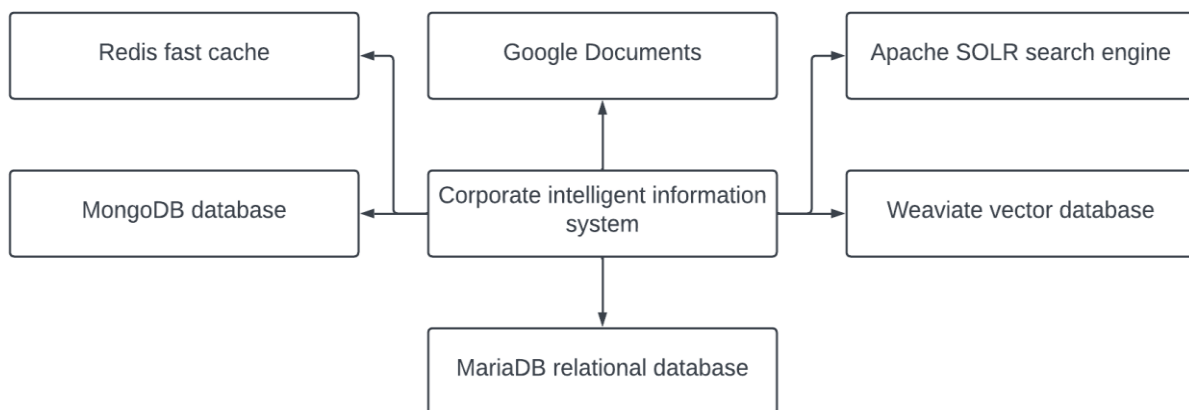 Redis fast cache
Google Documents
Apache SOLR search engine
MongoDB database
Corporate intelligent information
system
Weaviate vector database
MariaDB relational database